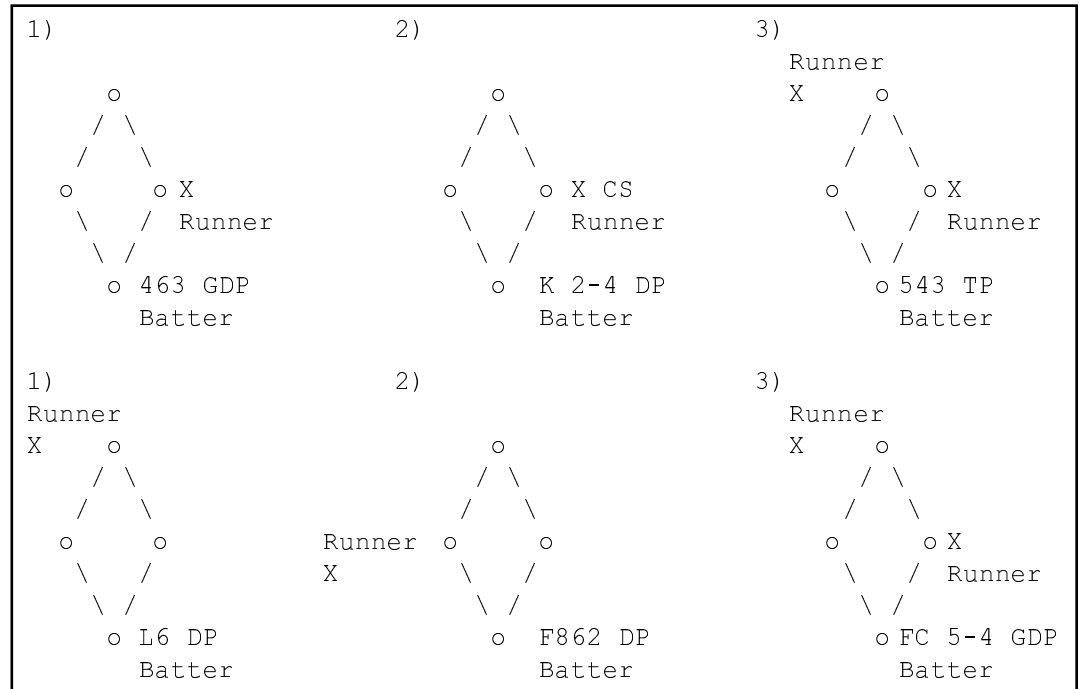 1) 2) 3)
Runner
o o X o
/ \ / \ / \
/ \ / \ / \
o o X o o X CS o o X
\ / Runner \ / Runner \ / Runner
\ / \ / \ /
o 463 GDP o K 2-4 DP o 543 TP
Batter Batter Batter
1) 2) 3)
Runner Runner
X o o X o
/ \ / \ / \
/ \ / \ / \
o o Runner o o o o X
\ / X \ / \ / Runner
\ / \ / \ /
o L6 DP o F862 DP o FC 5-4 GDP
Batter Batter Batter